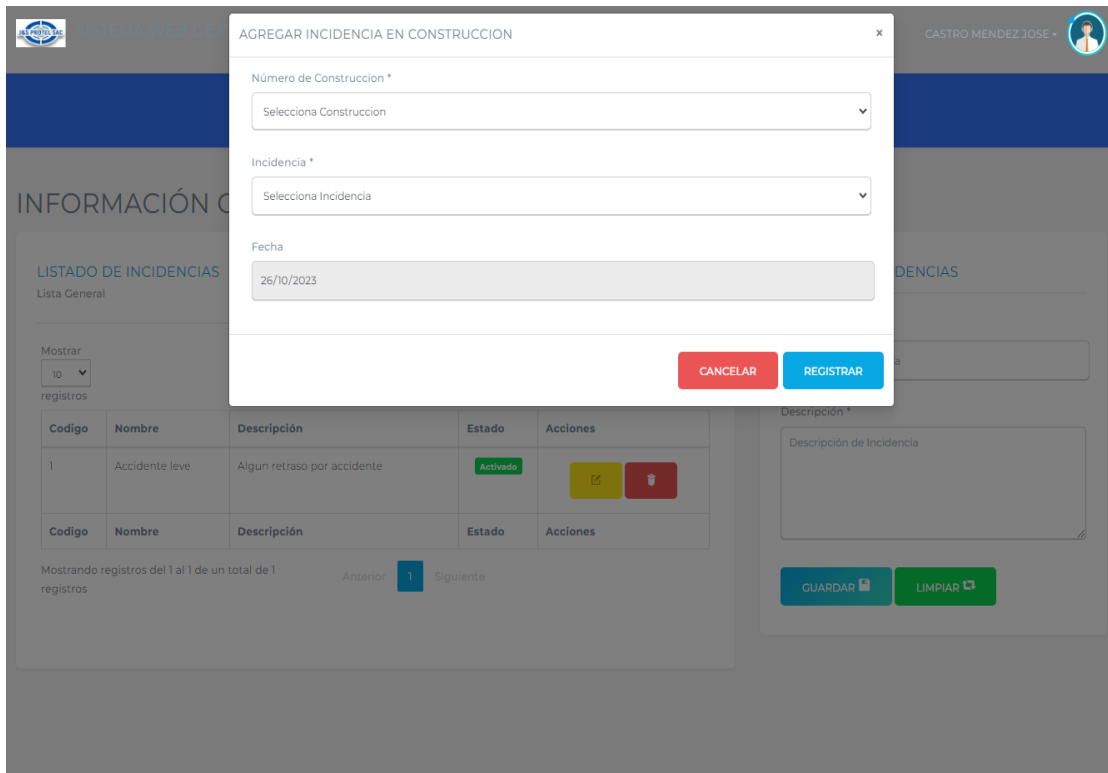 J&S PROTEL SAC
SISTEMA WEB DE
AGREGAR INCIDENCIA EN CONSTRUCCION
×
CASTRO MENDEZ JOSE
Número de Construccion *
Selecciona Construccion
Incidencia *
Selecciona Incidencia
Fecha
26/10/2023
CANCELAR
REGISTRAR
INFORMACIÓN
LISTADO DE INCIDENCIAS
Lista General
Mostrar
10
registros
Codigo Nombre Descripción Estado Acciones
1 Accidente leve Algun retraso por accidente Activado
Codigo Nombre Descripción Estado Acciones
Mostrando registros del 1 al 1 de un total de 1
registros
Anterior 1 Siguiente
DENCIAS
a
Descripción *
Descripción de Incidencia
GUARDAR
LIMPIAR